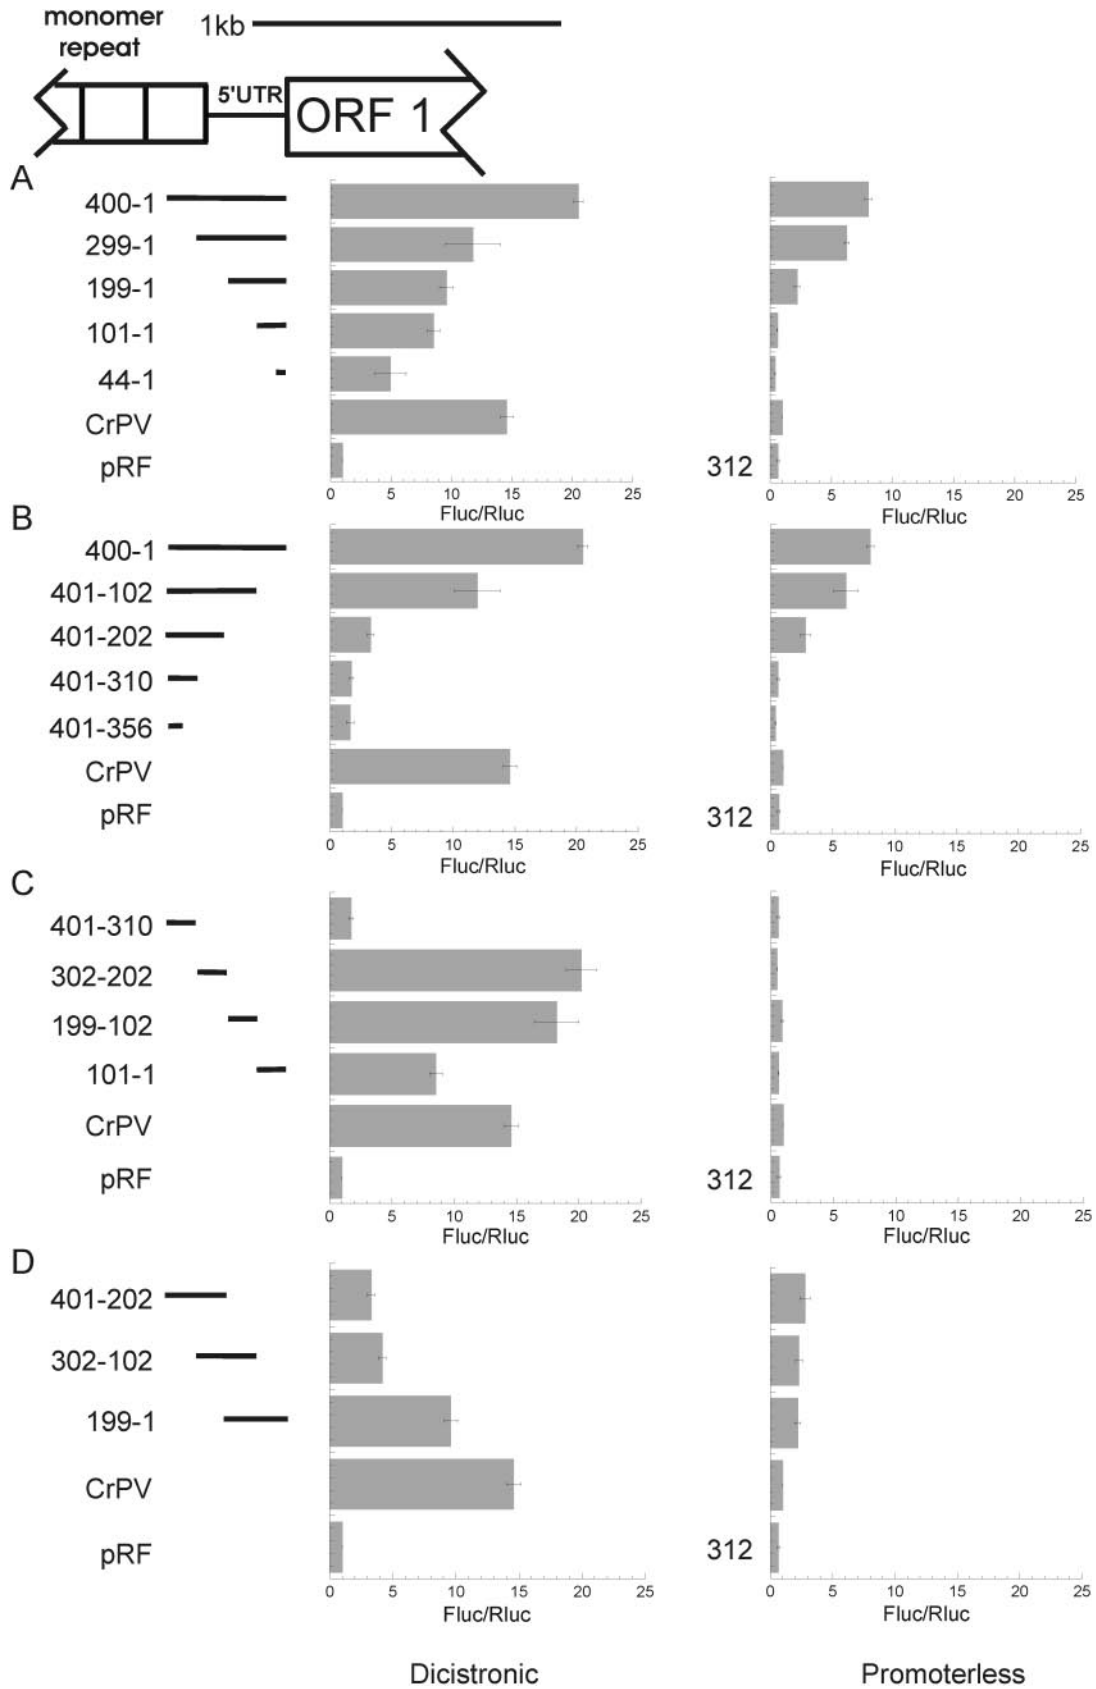 monomer
repeat
1kb
5'UTR
ORF 1
A
400-1
299-1
199-1
101-1
44-1
CrPV
pRF
312
0 5 10 15 20 25
0 5 10 15 20 25
Fluc/Rluc
Fluc/Rluc
B
400-1
401-102
401-202
401-310
401-356
CrPV
pRF
312
0 5 10 15 20 25
0 5 10 15 20 25
Fluc/Rluc
Fluc/Rluc
C
401-310
302-202
199-102
101-1
CrPV
pRF
312
0 5 10 15 20 25
0 5 10 15 20 25
Fluc/Rluc
Fluc/Rluc
D
401-202
302-102
199-1
CrPV
pRF
312
0 5 10 15 20 25
0 5 10 15 20 25
Fluc/Rluc
Fluc/Rluc
Dicistronic
Promoterless